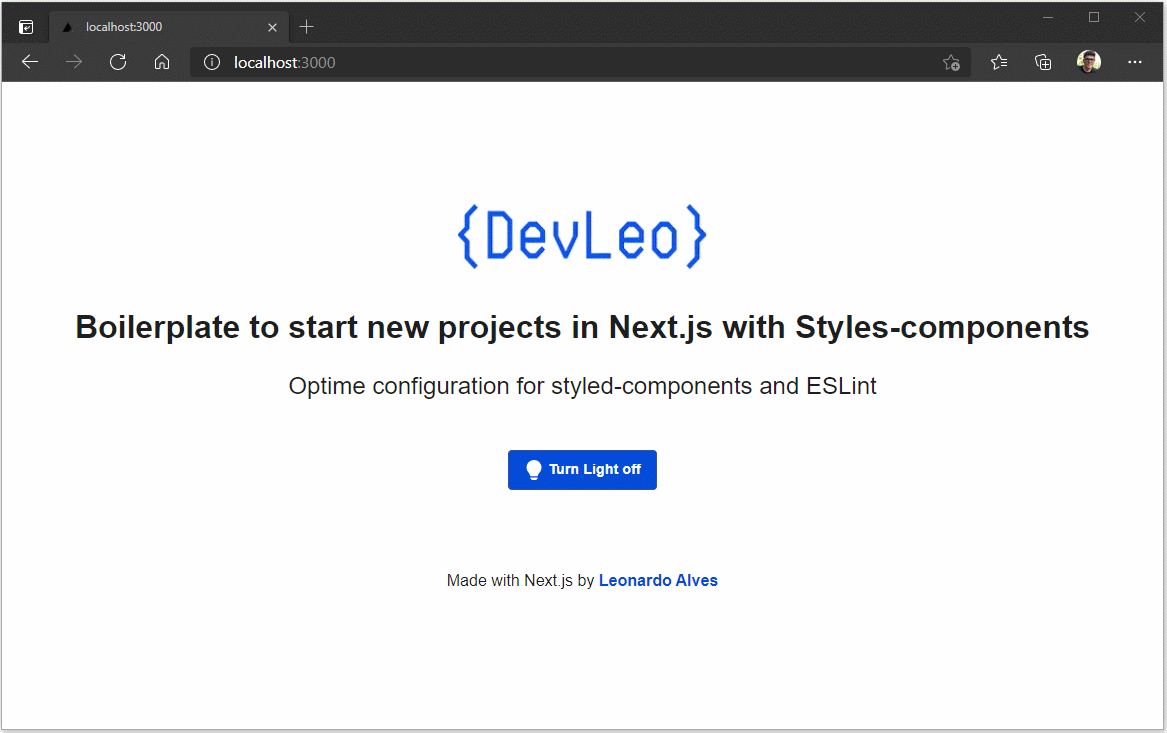 localhost:3000
localhost:3000
{DevLeo}
Boilerplate to start new projects in Next.js with Styles-components
Optime configuration for styled-components and ESLint
Turn Light off
Made with Next.js by Leonardo Alves